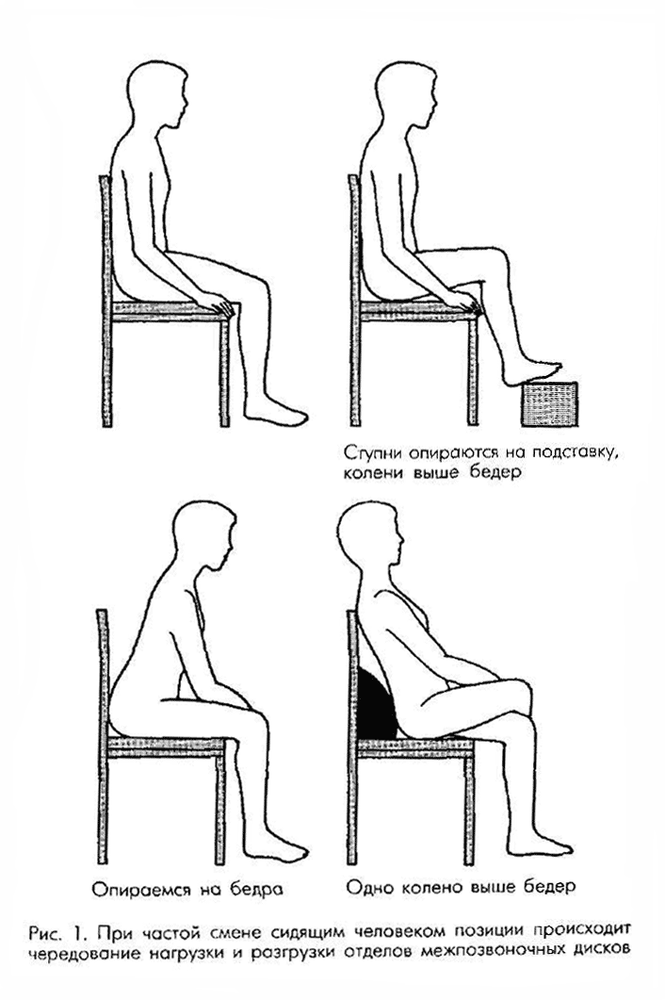 Ступни опираются на подставку,
колени выше бедер
Опираемся на бедра
Одно колено выше бедер
Рис. 1. При частой смене сидящим человеком позиции происходит
чередование нагрузки и разгрузки отделов межпозвоночных дисков